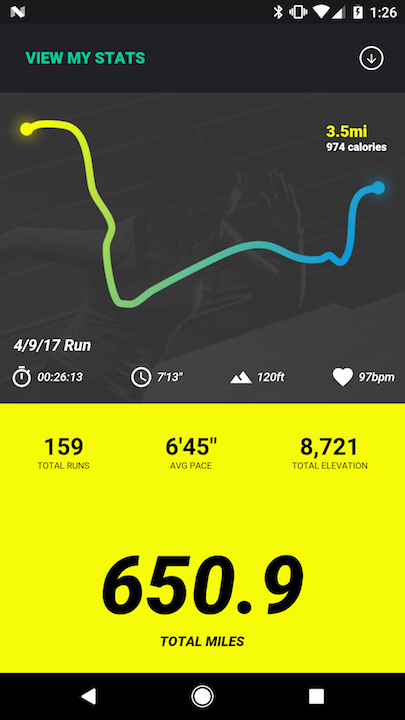 1:26
VIEW MY STATS
3.5mi
974 calories
4/9/17 Run
00:26:13 7'13" 120ft 97bpm
159 6'45" 8,721
TOTAL RUNS AVG PACE TOTAL ELEVATION
650.9
TOTAL MILES